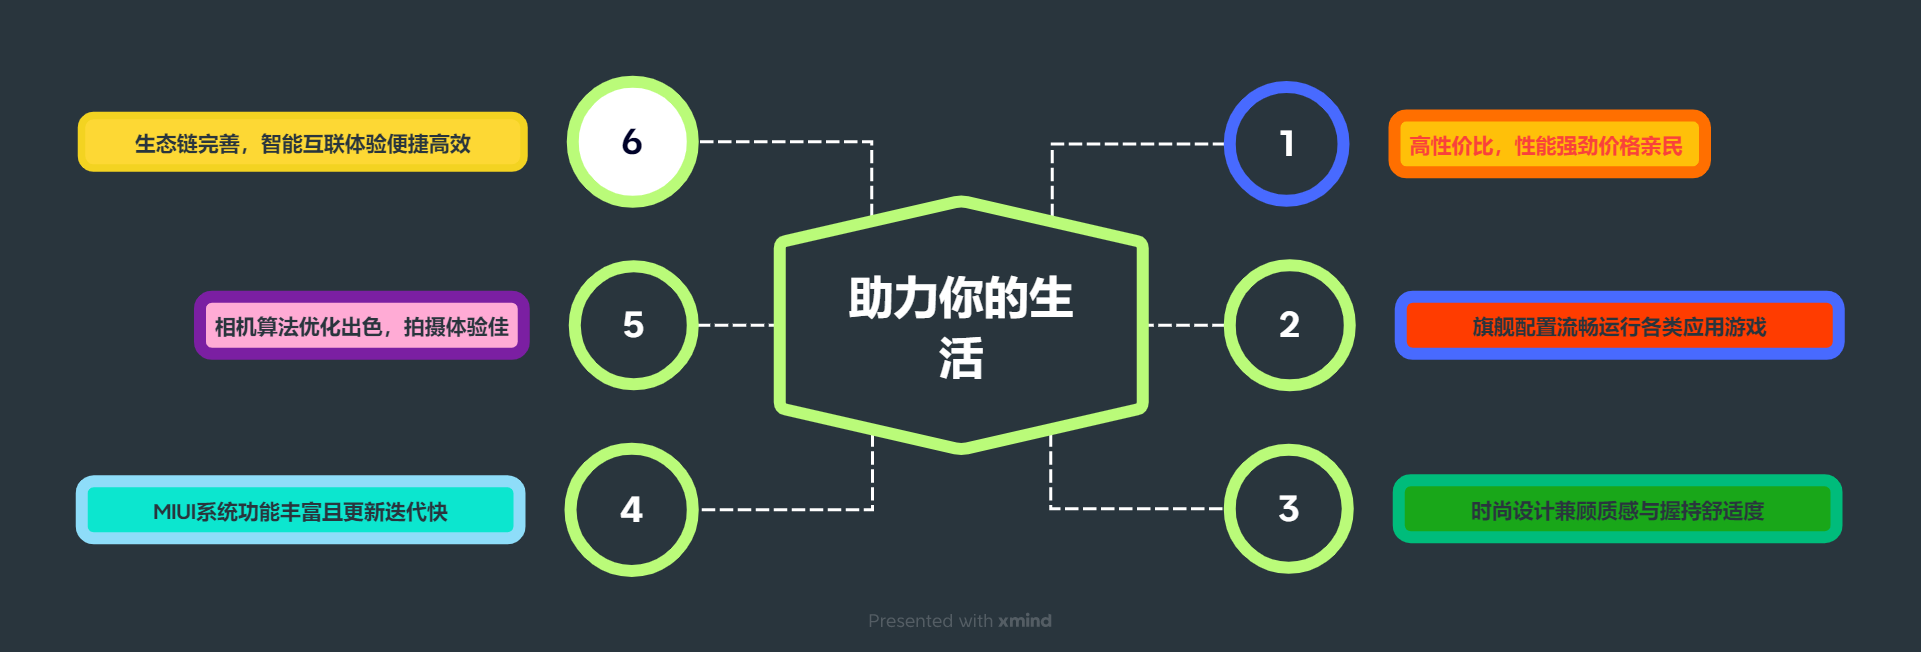 助力你的生
活
1
高性价比，性能强劲价格亲民
2
旗舰配置流畅运行各类应用游戏
3
时尚设计兼顾质感与握持舒适度
4
MIUI系统功能丰富且更新迭代快
5
相机算法优化出色，拍摄体验佳
6
生态链完善，智能互联体验便捷高效
Presented with xmind